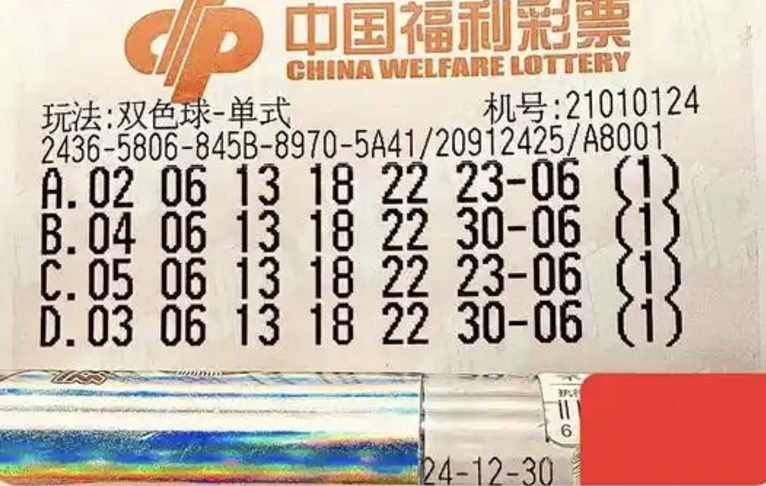 中国福利彩票
CHINA WELFARE LOTTERY
玩法:双色球-单式 机号:21010124
2436-5806-845B-8970-5A41/20912425/A8001
A.02 06 13 18 22 23-06 (1)
B.04 06 13 18 22 30-06 (1)
C.05 06 13 18 22 23-06 (1)
D.03 06 13 18 22 30-06 (1)
6
24-12-30